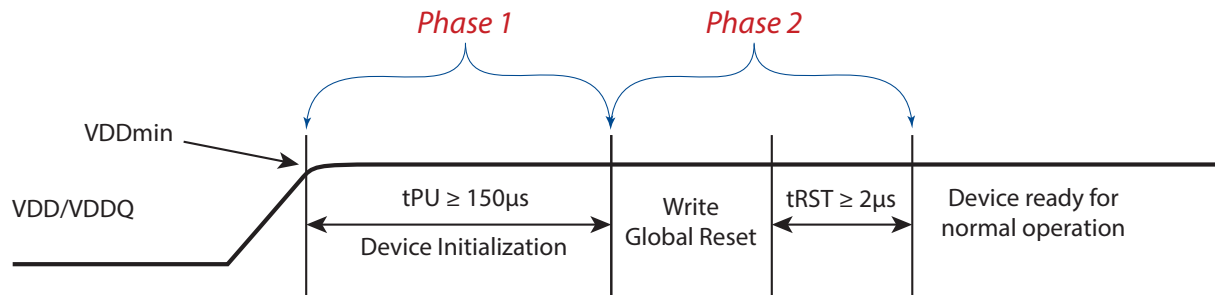 Phase 1
Phase 2
VDDmin
VDD/VDDQ
tPU ≥ 150µs
Device Initialization
Write
Global Reset
tRST ≥ 2µs
Device ready for
normal operation